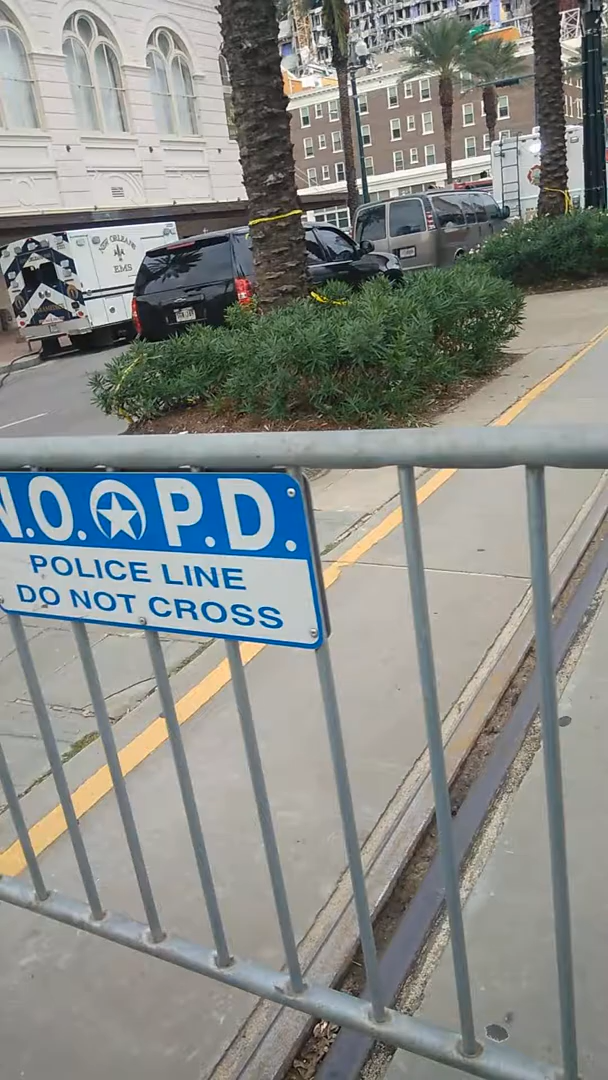 NEW ORLEANS
EMS
N.O. P.D.
POLICE LINE
DO NOT CROSS